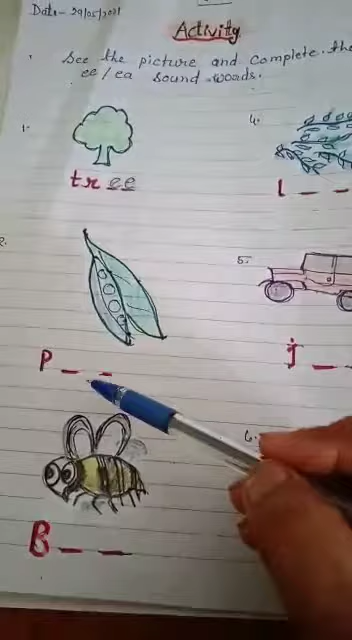 Date- 29/05/2021
Activity
See the picture and complete the
ee/ea sound words.
1.
tree
2.
P _ _
B _ _
4.
l _ _
5.
j _ _
6.